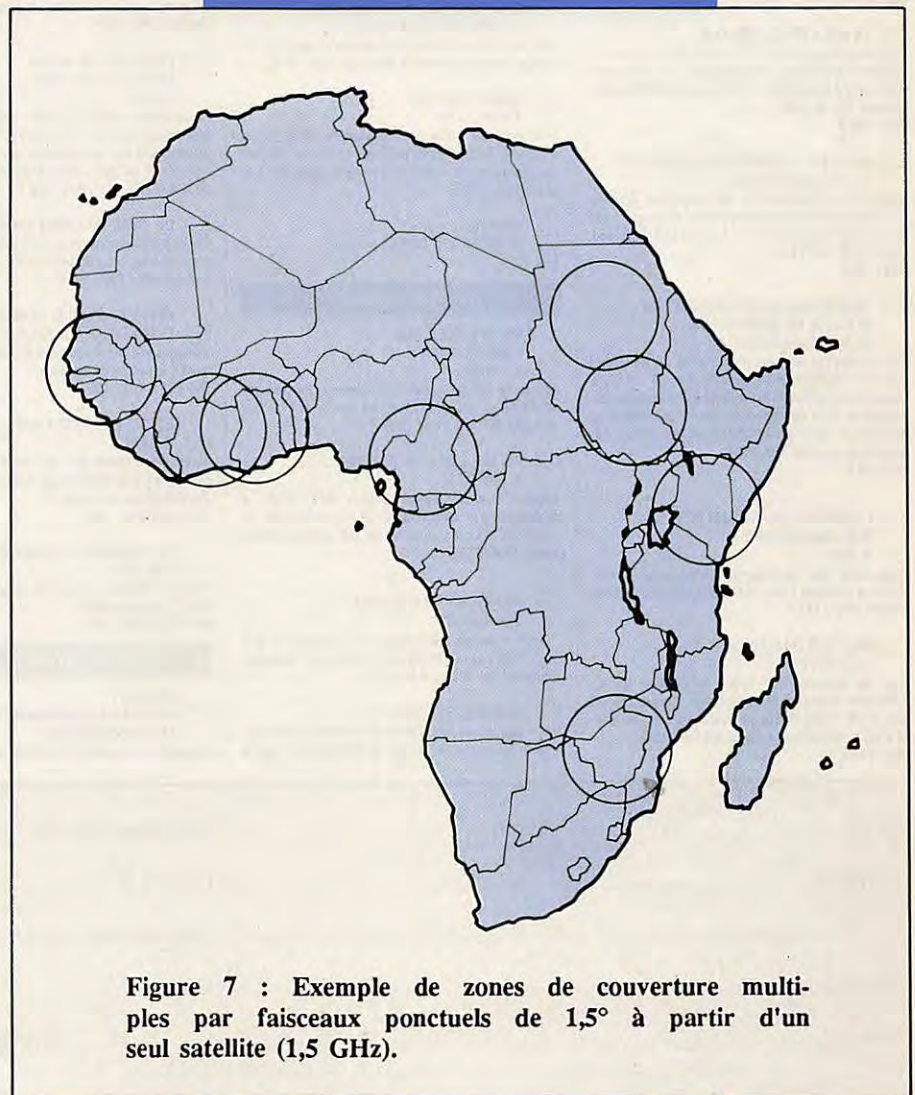 Figure 7 : Exemple de zones de couverture multi-
ples par faisceaux ponctuels de 1,5° à partir d'un
seul satellite (1,5 GHz).